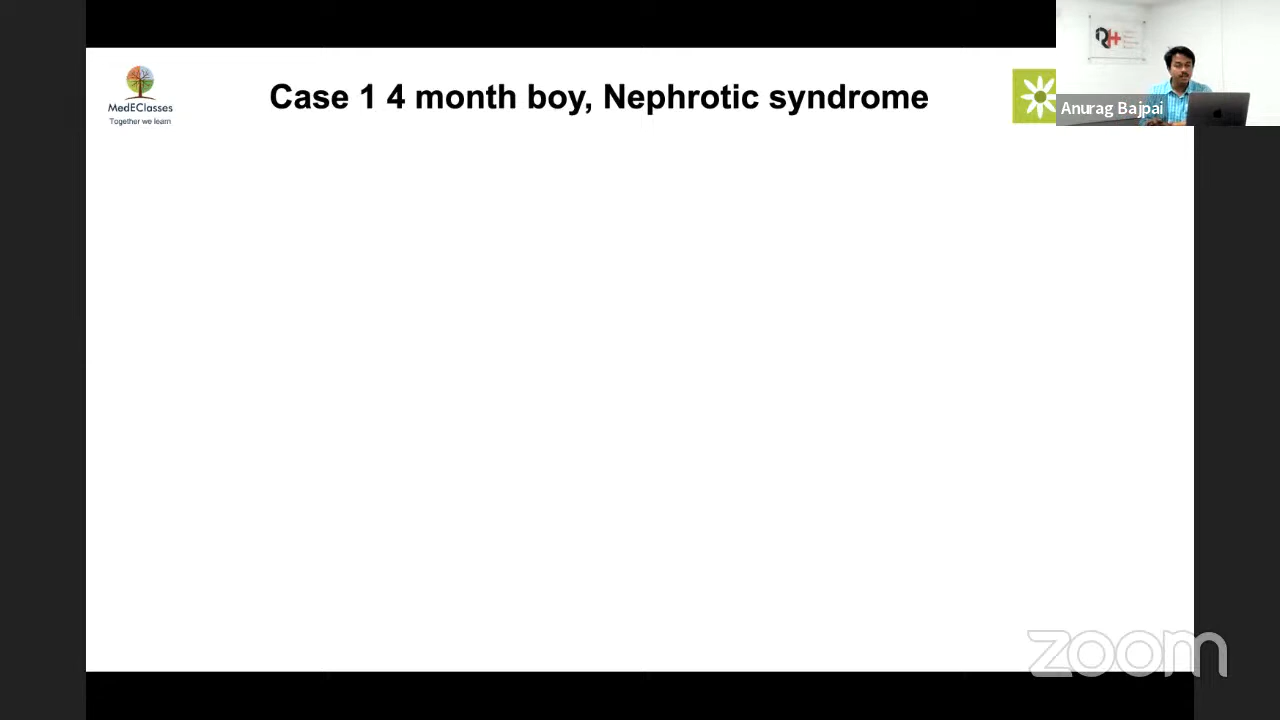 MedEClasses
Together we learn
Case 1 4 month boy, Nephrotic syndrome
Anurag Bajpai
zoom